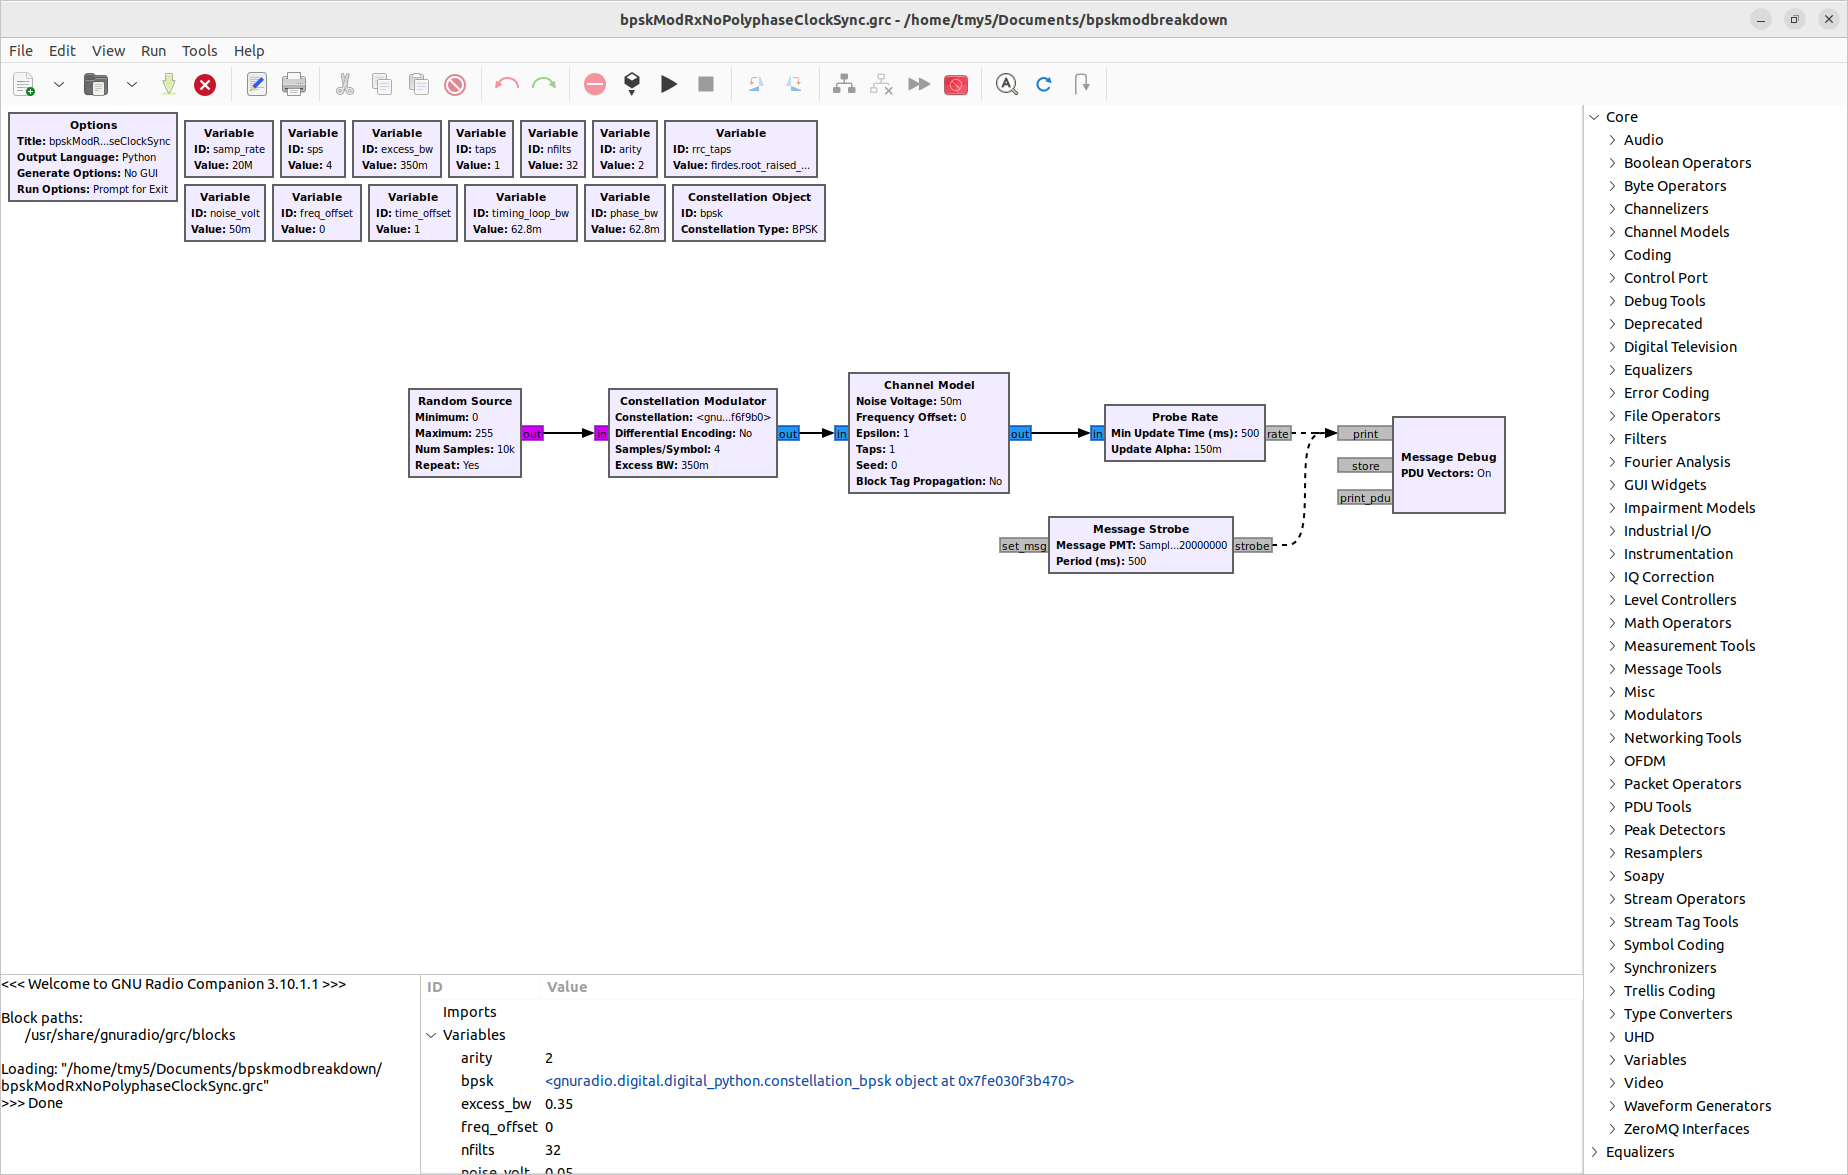 bpskModRxNoPolyphaseClockSync.grc - /home/tmy5/Documents/bpskmodbreakdown
File Edit View Run Tools Help
Options
Title: bpskModR...seClockSync
Output Language: Python
Generate Options: No GUI
Run Options: Prompt for Exit
Variable
ID: samp_rate
Value: 20M
Variable
ID: sps
Value: 4
Variable
ID: excess_bw
Value: 350m
Variable
ID: taps
Value: 1
Variable
ID: nfilts
Value: 32
Variable
ID: arity
Value: 2
Variable
ID: rrc_taps
Value: firdes.root_raised_...
Variable
ID: noise_volt
Value: 50m
Variable
ID: freq_offset
Value: 0
Variable
ID: time_offset
Value: 1
Variable
ID: timing_loop_bw
Value: 62.8m
Variable
ID: phase_bw
Value: 62.8m
Constellation Object
ID: bpsk
Constellation Type: BPSK
Random Source
Minimum: 0
Maximum: 255
Num Samples: 10k
Repeat: Yes
out
in
Constellation Modulator
Constellation: <gnu...f6f9b0>
Differential Encoding: No
Samples/Symbol: 4
Excess BW: 350m
out
in
Channel Model
Noise Voltage: 50m
Frequency Offset: 0
Epsilon: 1
Taps: 1
Seed: 0
Block Tag Propagation: No
out
in
Probe Rate
Min Update Time (ms): 500
Update Alpha: 150m
rate
print
store
print_pdu
Message Debug
PDU Vectors: On
set_msg
Message Strobe
Message PMT: Sampl...20000000
Period (ms): 500
strobe
Core
Audio
Boolean Operators
Byte Operators
Channelizers
Channel Models
Coding
Control Port
Debug Tools
Deprecated
Digital Television
Equalizers
Error Coding
File Operators
Filters
Fourier Analysis
GUI Widgets
Impairment Models
Industrial I/O
Instrumentation
IQ Correction
Level Controllers
Math Operators
Measurement Tools
Message Tools
Misc
Modulators
Networking Tools
OFDM
Packet Operators
PDU Tools
Peak Detectors
Resamplers
Soapy
Stream Operators
Stream Tag Tools
Symbol Coding
Synchronizers
Trellis Coding
Type Converters
UHD
Variables
Video
Waveform Generators
ZeroMQ Interfaces
Equalizers
<<< Welcome to GNU Radio Companion 3.10.1.1 >>>
Block paths:
/usr/share/gnuradio/grc/blocks
Loading: "/home/tmy5/Documents/bpskmodbreakdown/
bpskModRxNoPolyphaseClockSync.grc"
>>> Done
ID Value
Imports
Variables
arity 2
bpsk <gnuradio.digital.digital_python.constellation_bpsk object at 0x7fe030f3b470>
excess_bw 0.35
freq_offset 0
nfilts 32
noise_volt 0.05